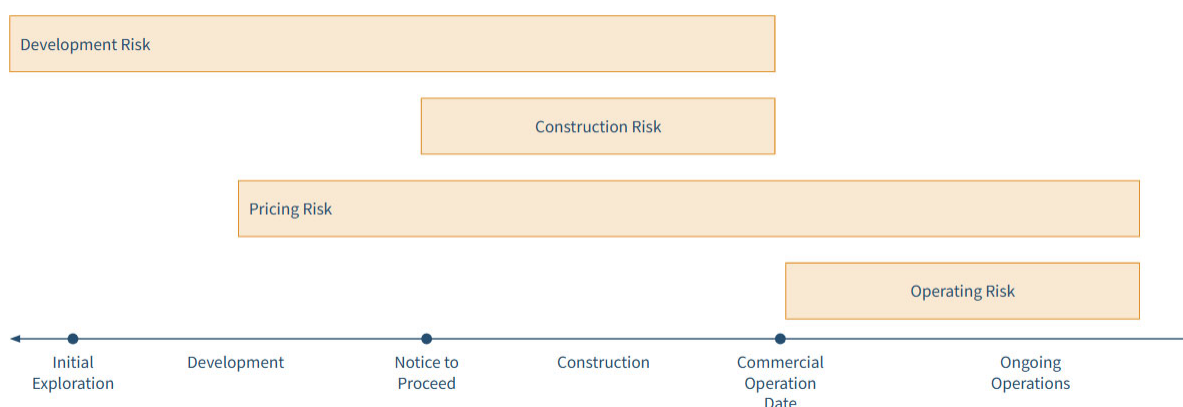 Development Risk
Construction Risk
Pricing Risk
Operating Risk
Initial
Exploration
Development
Notice to
Proceed
Construction
Commercial
Operation
Date
Ongoing
Operations